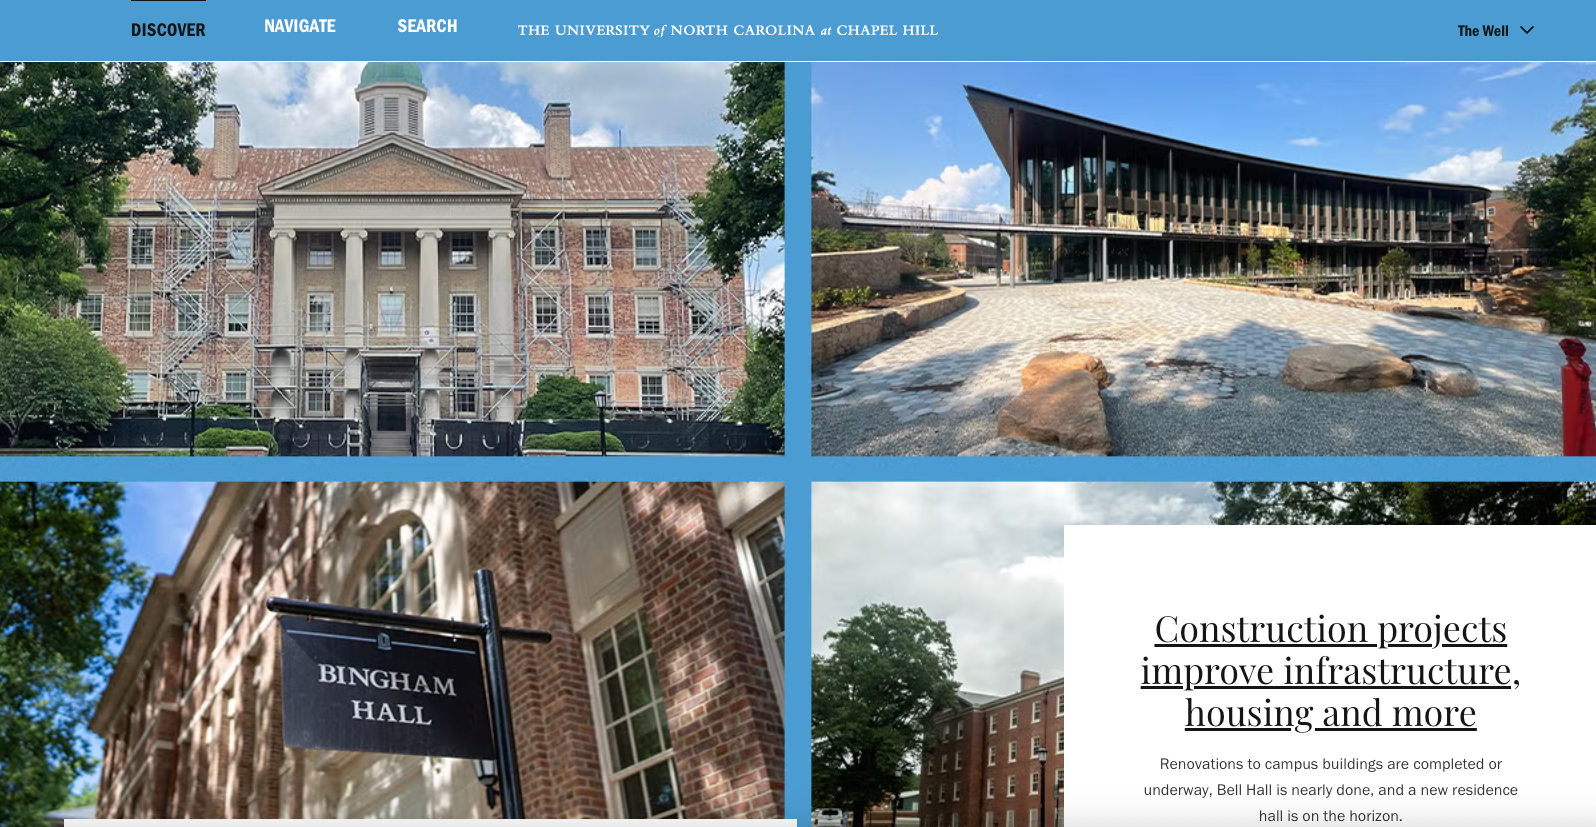 DISCOVER
NAVIGATE
SEARCH
THE UNIVERSITY of NORTH CAROLINA at CHAPEL HILL
The Well
BINGHAM
HALL
Construction projects
improve infrastructure,
housing and more
Renovations to campus buildings are completed or
underway, Bell Hall is nearly done, and a new residence
hall is on the horizon.